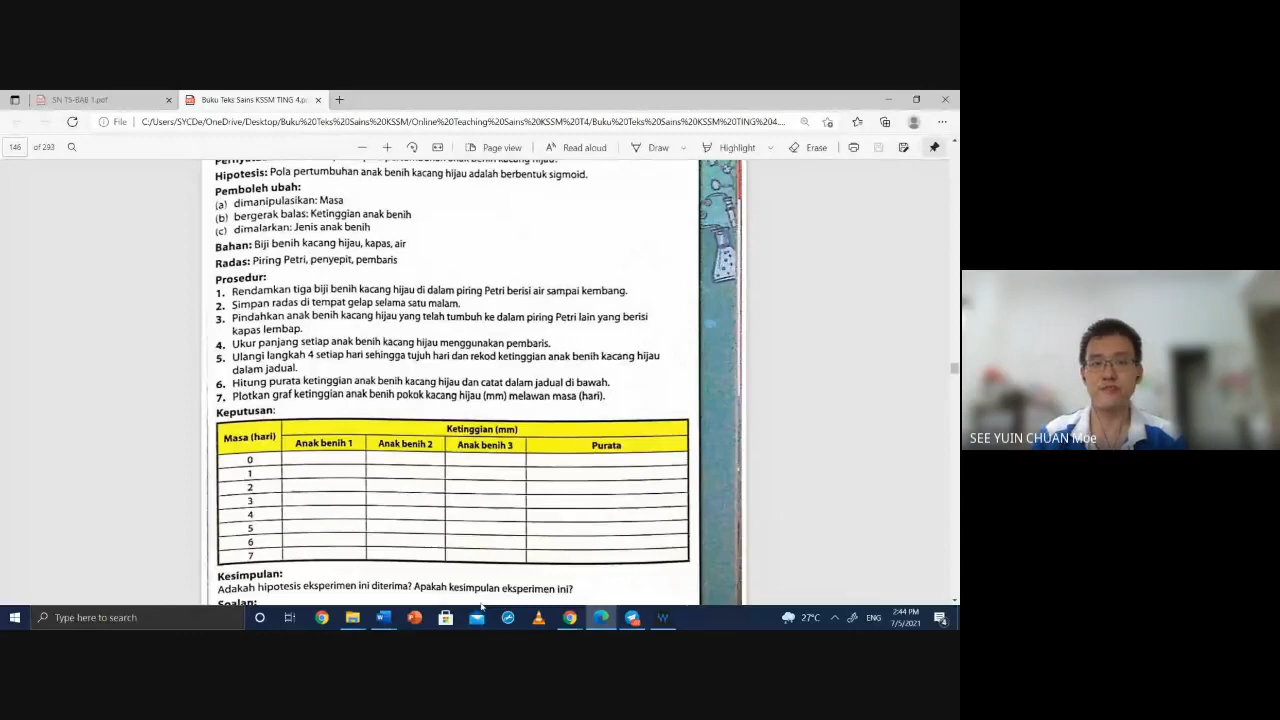 SN T5-BAB 1.pdf
Buku Teks Sains KSSM TING 4.p
File
C:/Users/SYCDe/OneDrive/Desktop/Buku%20Teks%20Sains%20KSSM/Online%20Teaching%20Sains%20KSSM%20T4/Buku%20Teks%20Sains%20KSSM%20TING%204....
146 of 293
Page view
Read aloud
Draw
Highlight
Erase
Hipotesis: Pola pertumbuhan anak benih kacang hijau adalah berbentuk sigmoid.
Pemboleh ubah:
(a) dimanipulasikan: Masa
(b) bergerak balas: Ketinggian anak benih
(c) dimalarkan: Jenis anak benih
Bahan: Biji benih kacang hijau, kapas, air
Radas: Piring Petri, penyepit, pembaris
Prosedur:
1. Rendamkan tiga biji benih kacang hijau di dalam piring Petri berisi air sampai kembang.
2. Simpan radas di tempat gelap selama satu malam.
3. Pindahkan anak benih kacang hijau yang telah tumbuh ke dalam piring Petri lain yang berisi
kapas lembap.
4. Ukur panjang setiap anak benih kacang hijau menggunakan pembaris.
5. Ulangi langkah 4 setiap hari sehingga tujuh hari dan rekod ketinggian anak benih kacang hijau
dalam jadual.
6. Hitung purata ketinggian anak benih kacang hijau dan catat dalam jadual di bawah.
7. Plotkan graf ketinggian anak benih pokok kacang hijau (mm) melawan masa (hari).
Keputusan:
Masa (hari)
Ketinggian (mm)
Anak benih 1
Anak benih 2
Anak benih 3
Purata
0
1
2
3
4
5
6
7
Kesimpulan:
Adakah hipotesis eksperimen ini diterima? Apakah kesimpulan eksperimen ini?
Soalan:
SEE YUIN CHUAN Moe
Type here to search
27°C
ENG
2:44 PM
7/5/2021